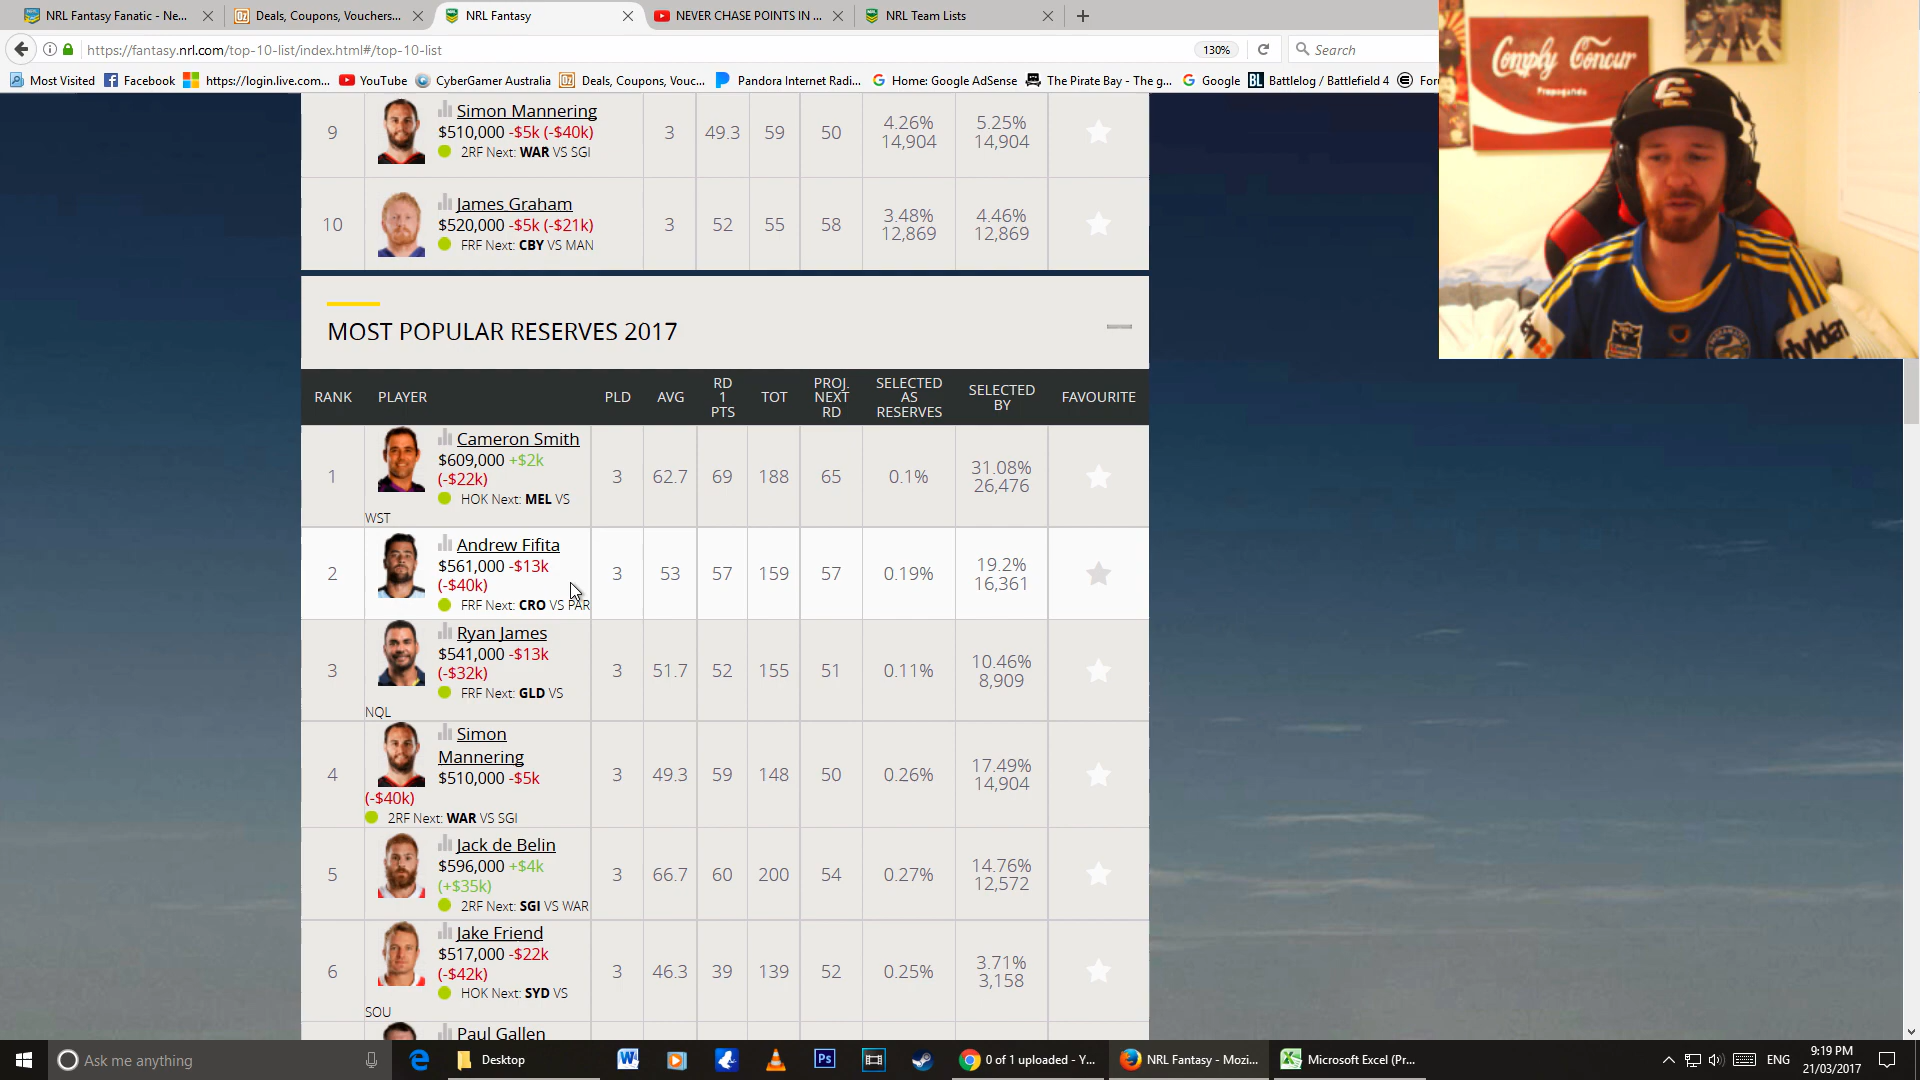 NRL Fantasy Fanatic - Ne...
Deals, Coupons, Vouchers...
NRL Fantasy
NEVER CHASE POINTS IN ...
NRL Team Lists
https://fantasy.nrl.com/top-10-list/index.html#/top-10-list
130%
Search
Most Visited
Facebook
https://login.live.com...
YouTube
CyberGamer Australia
Deals, Coupons, Vouc...
Pandora Internet Radi...
Home: Google AdSense
The Pirate Bay - The g...
Google
Battlelog / Battlefield 4
For
Comply Concur
Propaganda
9
Simon Mannering
$510,000 -$5k (-$40k)
2RF Next: WAR VS SGI
3
49.3
59
50
4.26%
14,904
5.25%
14,904
10
James Graham
$520,000 -$5k (-$21k)
FRF Next: CBY VS MAN
3
52
55
58
3.48%
12,869
4.46%
12,869
MOST POPULAR RESERVES 2017
RANK
PLAYER
PLD
AVG
RD
1
PTS
TOT
PROJ.
NEXT
RD
SELECTED
AS
RESERVES
SELECTED
BY
FAVOURITE
1
Cameron Smith
$609,000 +$2k
(-$22k)
HOK Next: MEL VS
WST
3
62.7
69
188
65
0.1%
31.08%
26,476
2
Andrew Fifita
$561,000 -$13k
(-$40k)
FRF Next: CRO VS PAR
3
53
57
159
57
0.19%
19.2%
16,361
3
Ryan James
$541,000 -$13k
(-$32k)
FRF Next: GLD VS
NQL
3
51.7
52
155
51
0.11%
10.46%
8,909
4
Simon
Mannering
$510,000 -$5k
(-$40k)
2RF Next: WAR VS SGI
3
49.3
59
148
50
0.26%
17.49%
14,904
5
Jack de Belin
$596,000 +$4k
(+$35k)
2RF Next: SGI VS WAR
3
66.7
60
200
54
0.27%
14.76%
12,572
6
Jake Friend
$517,000 -$22k
(-$42k)
HOK Next: SYD VS
SOU
3
46.3
39
139
52
0.25%
3.71%
3,158
Paul Gallen
Ask me anything
Desktop
0 of 1 uploaded - Y...
NRL Fantasy - Mozi...
Microsoft Excel (Pr...
ENG
9:19 PM
21/03/2017